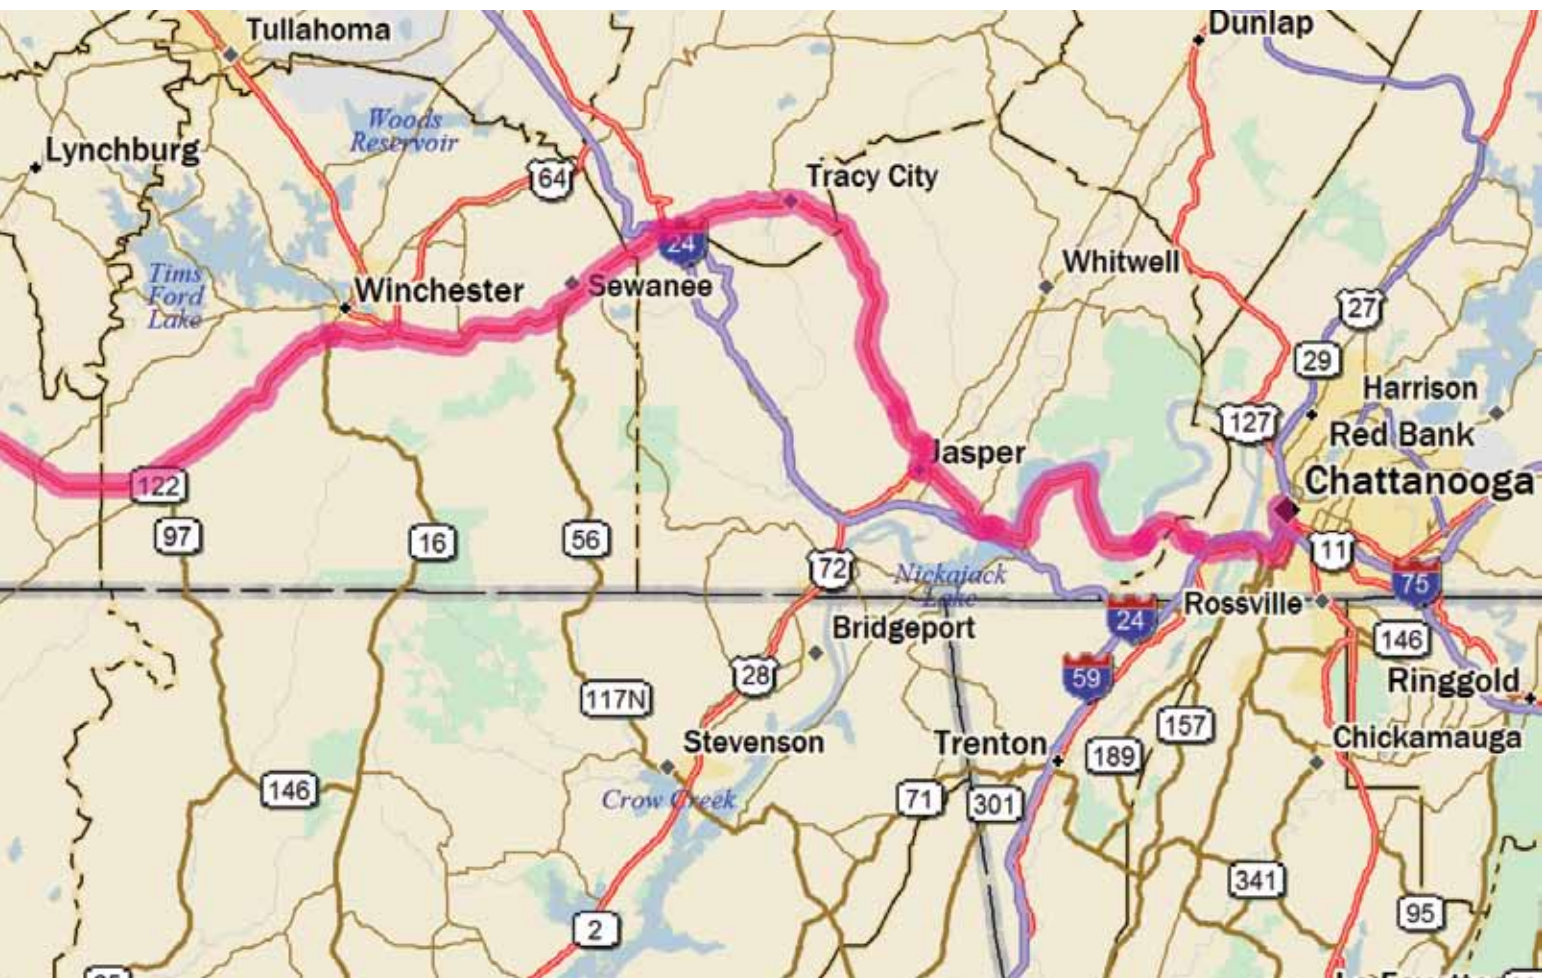 Tullahoma
Dunlap
Woods
Reservoir
Lynchburg
64
Tracy City
24
Whitwell
Tims
Ford
Lake
Winchester
Sewanee
27
29
Harrison
127
Red Bank
Jasper
Chattanooga
122
97
16
56
11
72
Nickajack
Lake
75
24
Rossville
Bridgeport
146
59
28
Ringgold
117N
157
Stevenson
Trenton
189
Chickamauga
146
Crow Creek
71
301
341
95
2